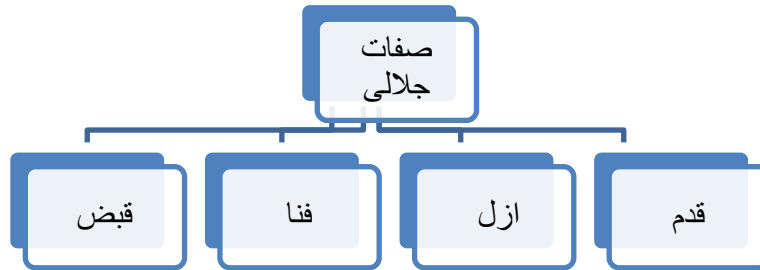 صفات
جلالی
قدم
ازل
فنا
قبض